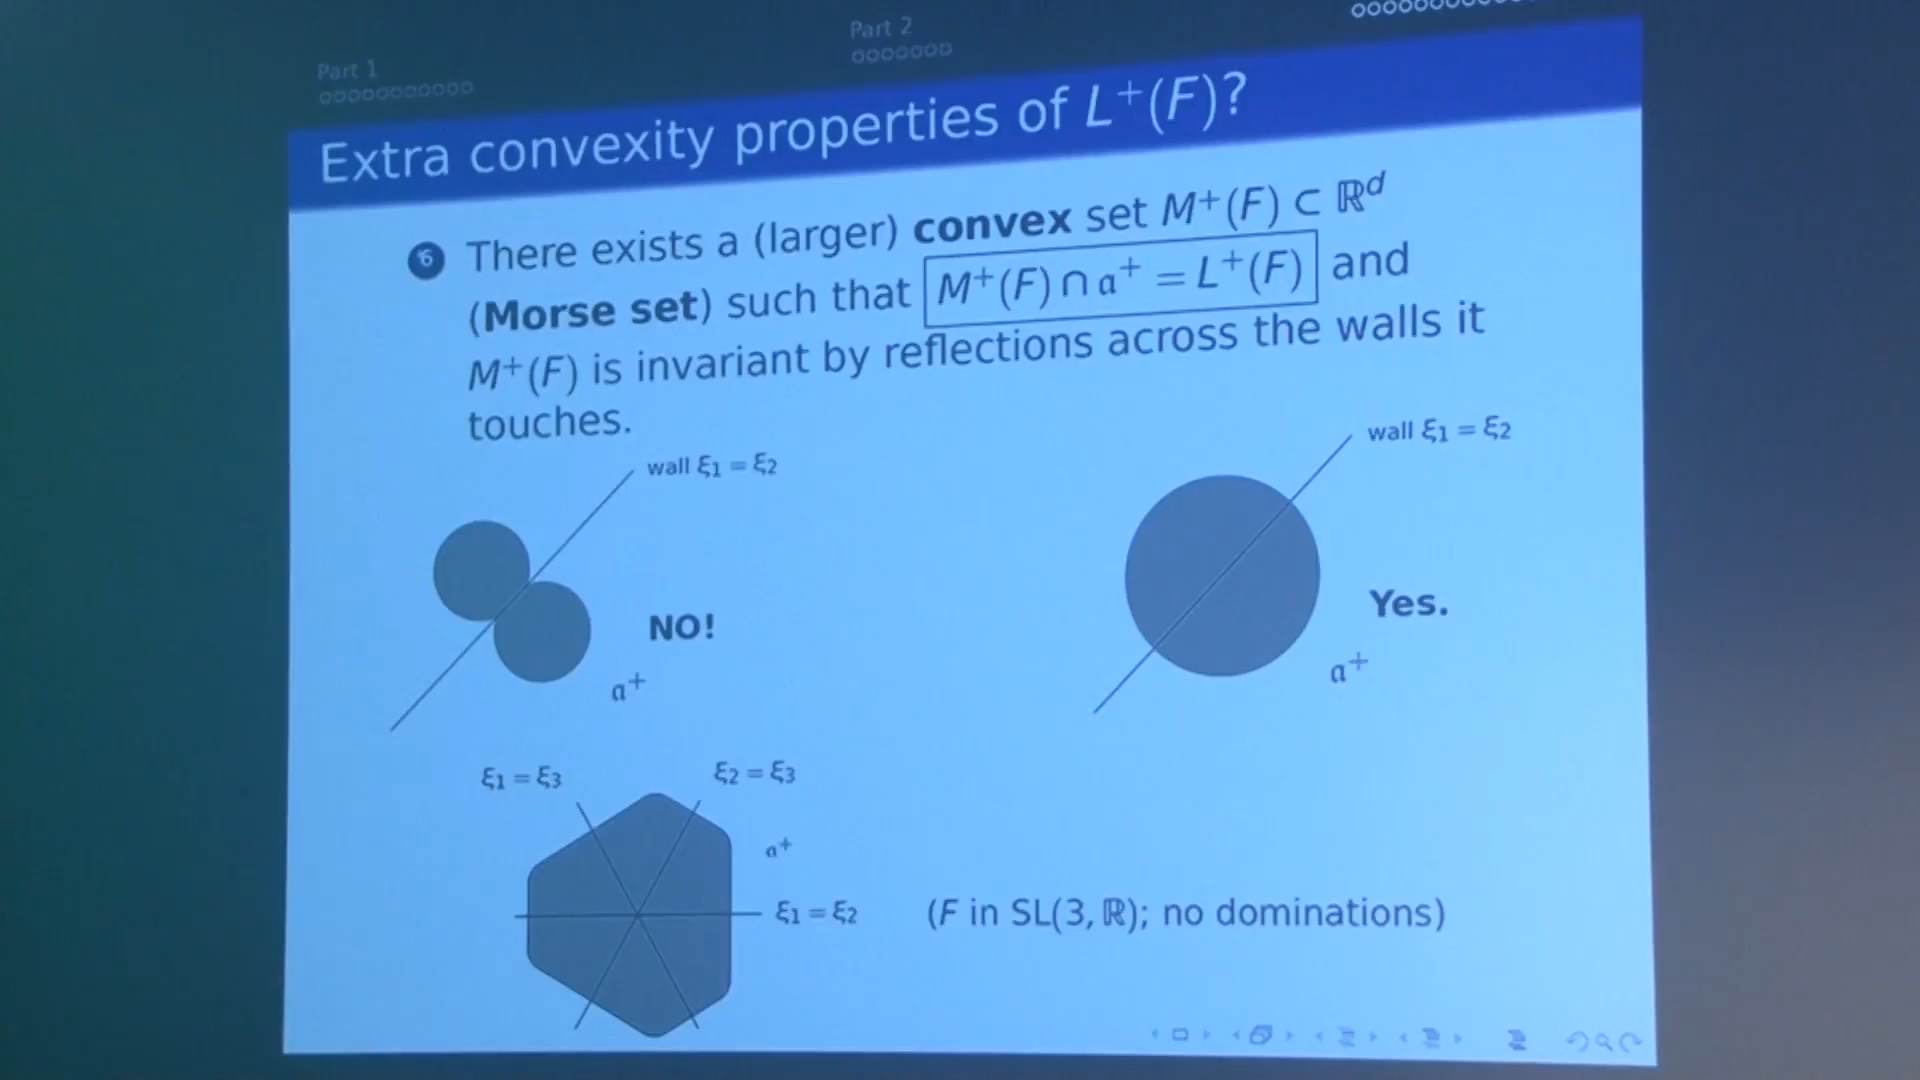 Part 1
Part 2
Extra convexity properties of L⁺(F)?
6 There exists a (larger) convex set M⁺(F) ⊂ ℝᵈ
(Morse set) such that M⁺(F) ∩ 𝔞⁺ = L⁺(F) and
M⁺(F) is invariant by reflections across the walls it
touches.
wall ξ₁ = ξ₂
wall ξ₁ = ξ₂
NO!
Yes.
𝔞⁺
𝔞⁺
ξ₁ = ξ₃
ξ₂ = ξ₃
𝔞⁺
ξ₁ = ξ₂
(F in SL(3, ℝ); no dominations)